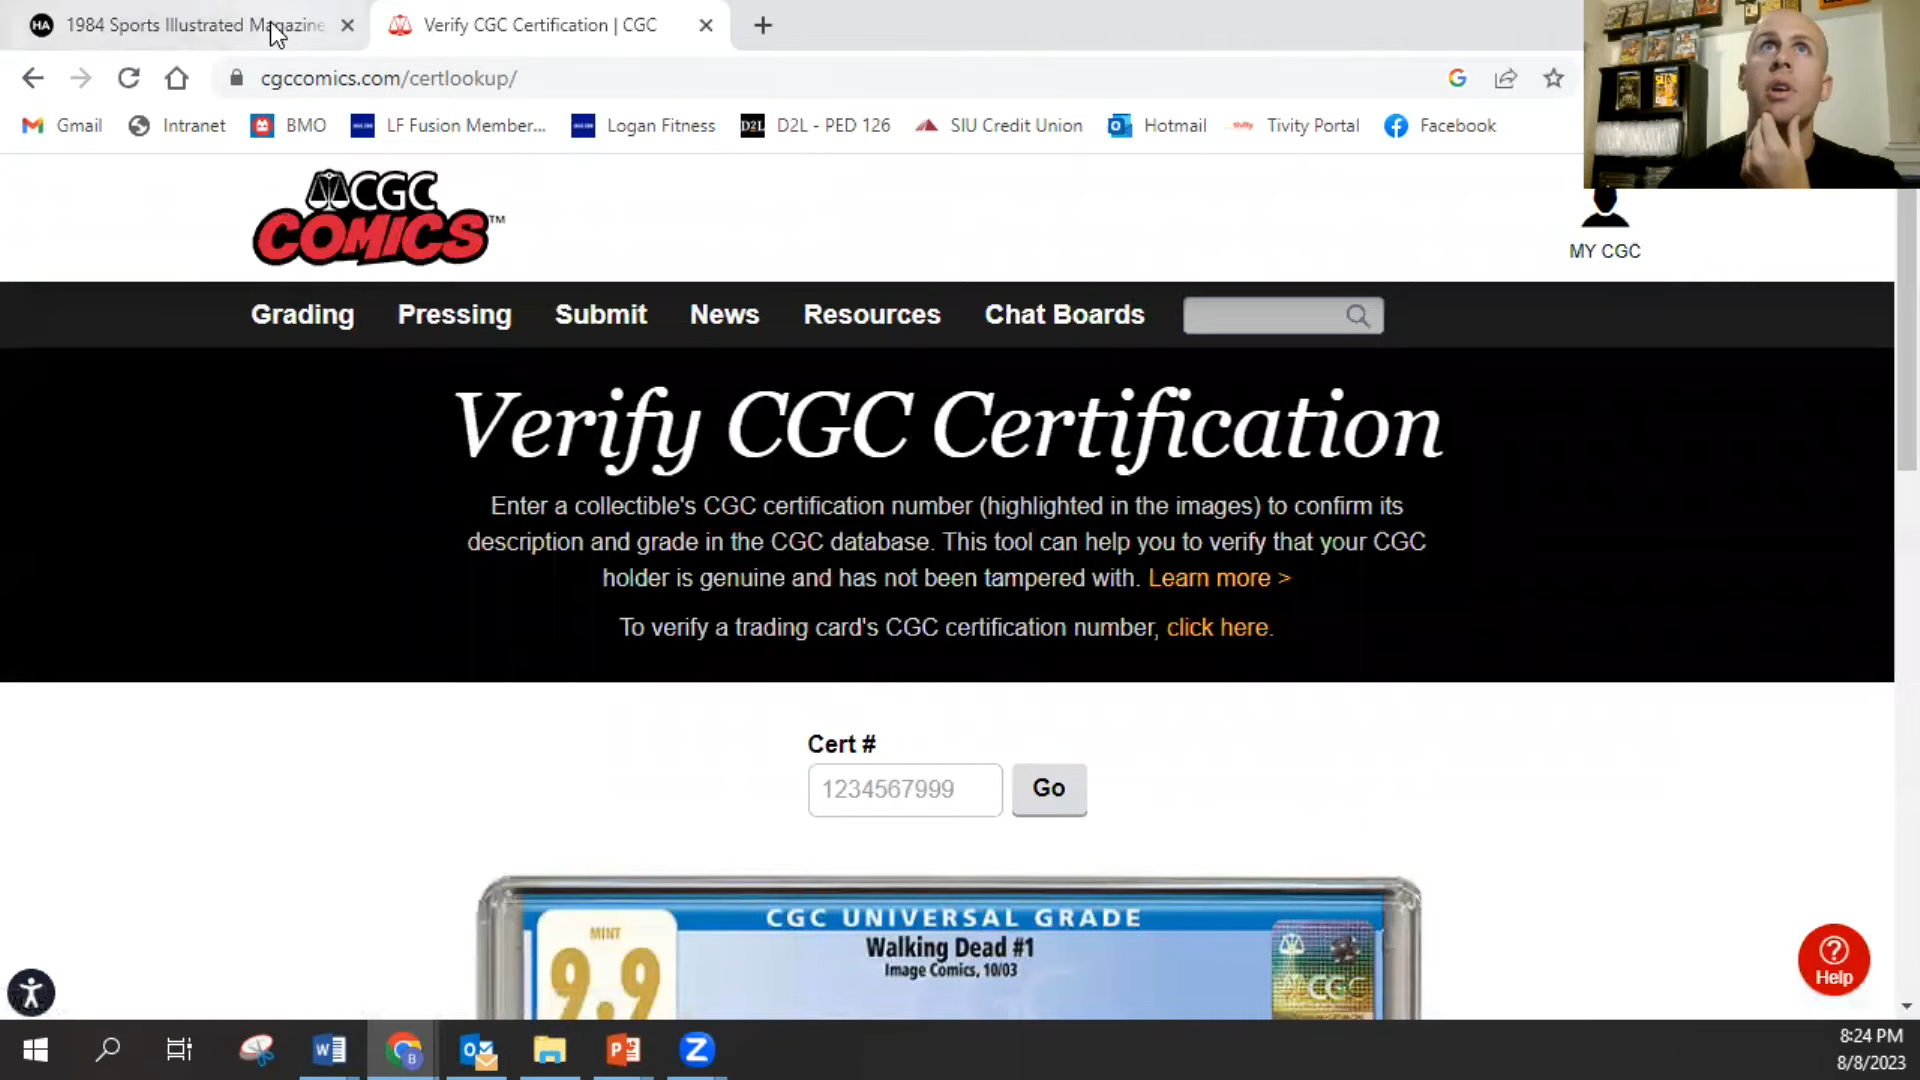 HA 1984 Sports Illustrated Magazine
Verify CGC Certification | CGC
cgccomics.com/certlookup/
Gmail Intranet BMO LF Fusion Member... Logan Fitness D2L D2L - PED 126 SIU Credit Union Hotmail Tivity Portal Facebook
CGC
COMICS™
MY CGC
Grading Pressing Submit News Resources Chat Boards
Verify CGC Certification
Enter a collectible's CGC certification number (highlighted in the images) to confirm its
description and grade in the CGC database. This tool can help you to verify that your CGC
holder is genuine and has not been tampered with. Learn more >
To verify a trading card's CGC certification number, click here.
Cert #
1234567999 Go
CGC UNIVERSAL GRADE
MINT
9.9
Walking Dead #1
Image Comics, 10/03
CGC
?
Help
8:24 PM
8/8/2023